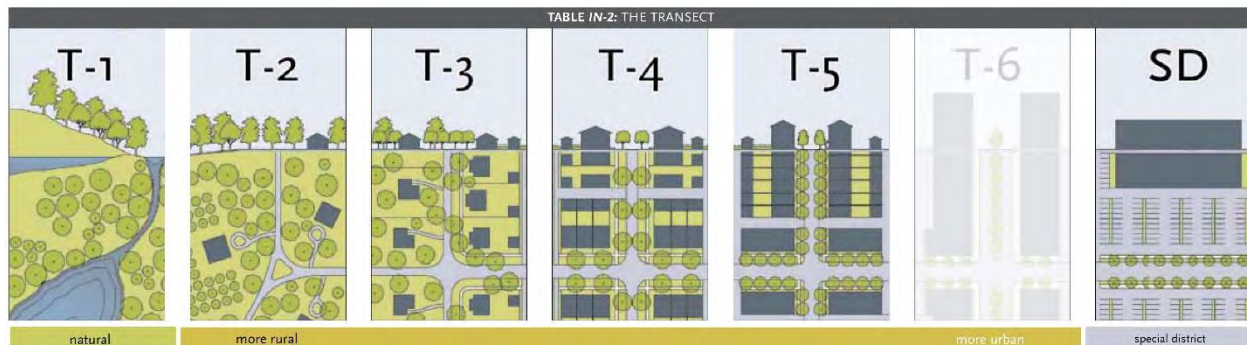 TABLE IN-2: THE TRANSECT
T-1
T-2
T-3
T-4
T-5
T-6
SD
natural
more rural
more urban
special district